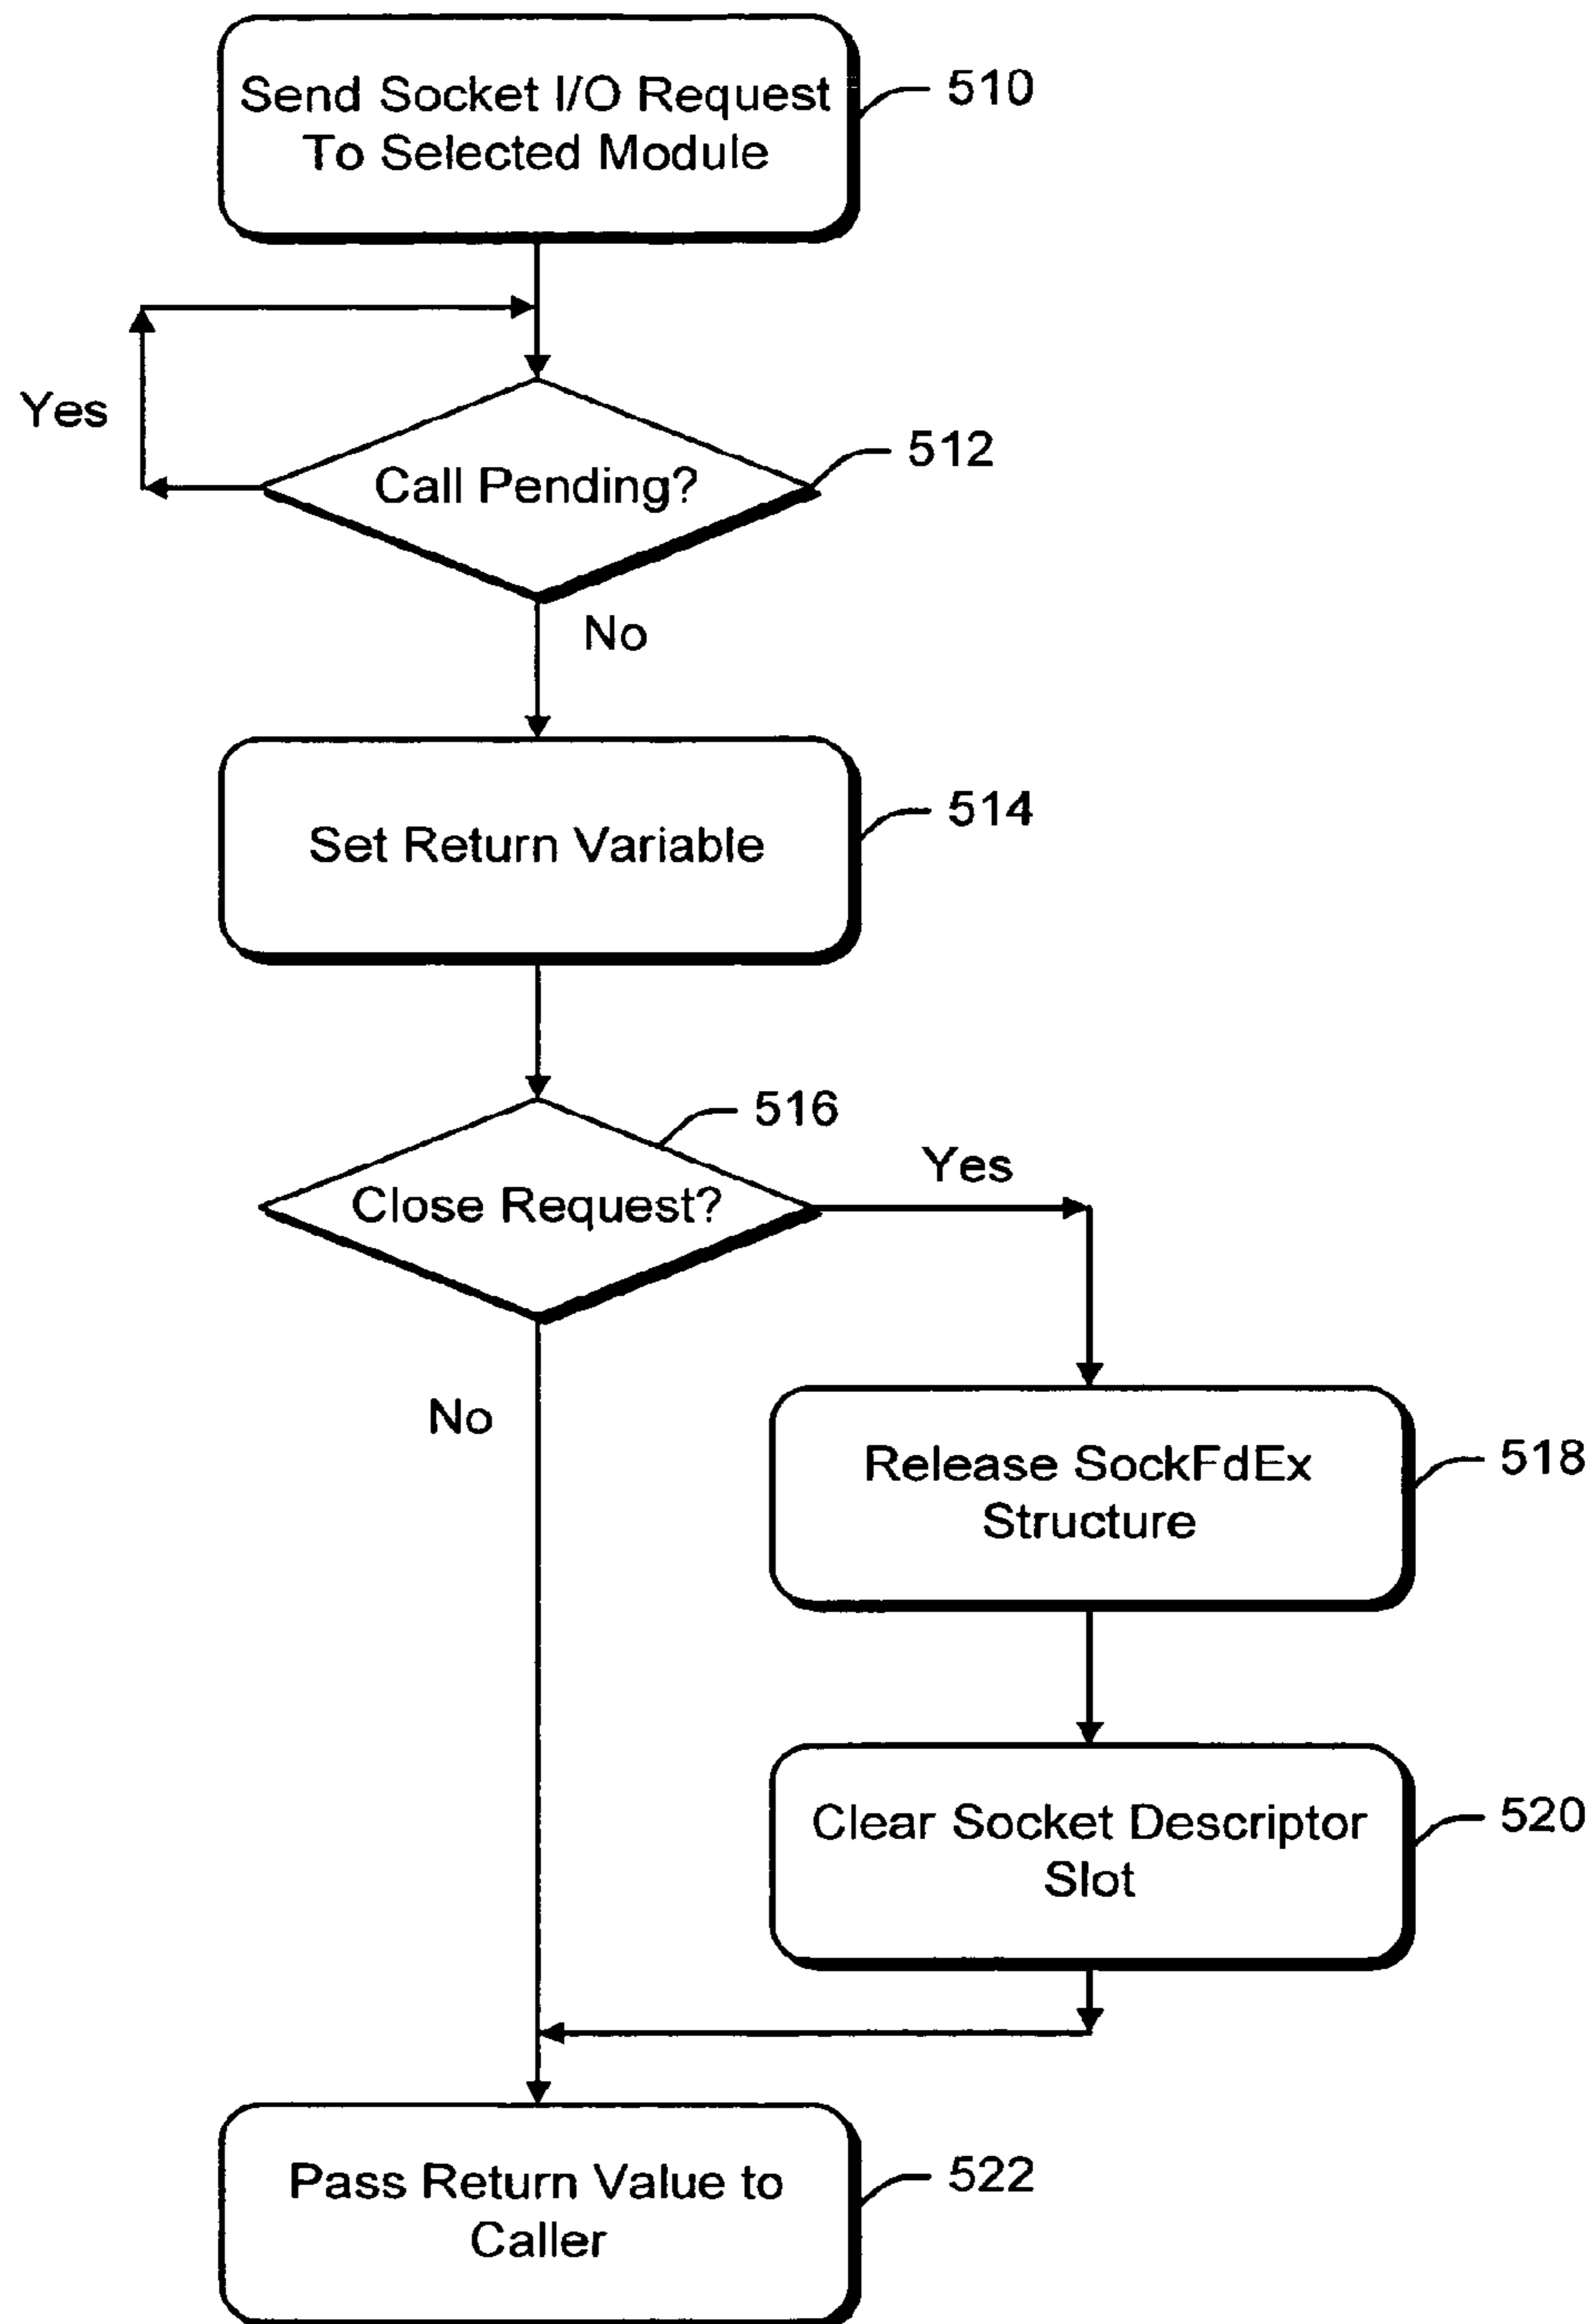 Send Socket I/O Request
To Selected Module
510
Yes
Call Pending?
512
No
Set Return Variable
514
516
Close Request?
Yes
No
Release SockFdEx
Structure
518
Clear Socket Descriptor
Slot
520
Pass Return Value to
Caller
522